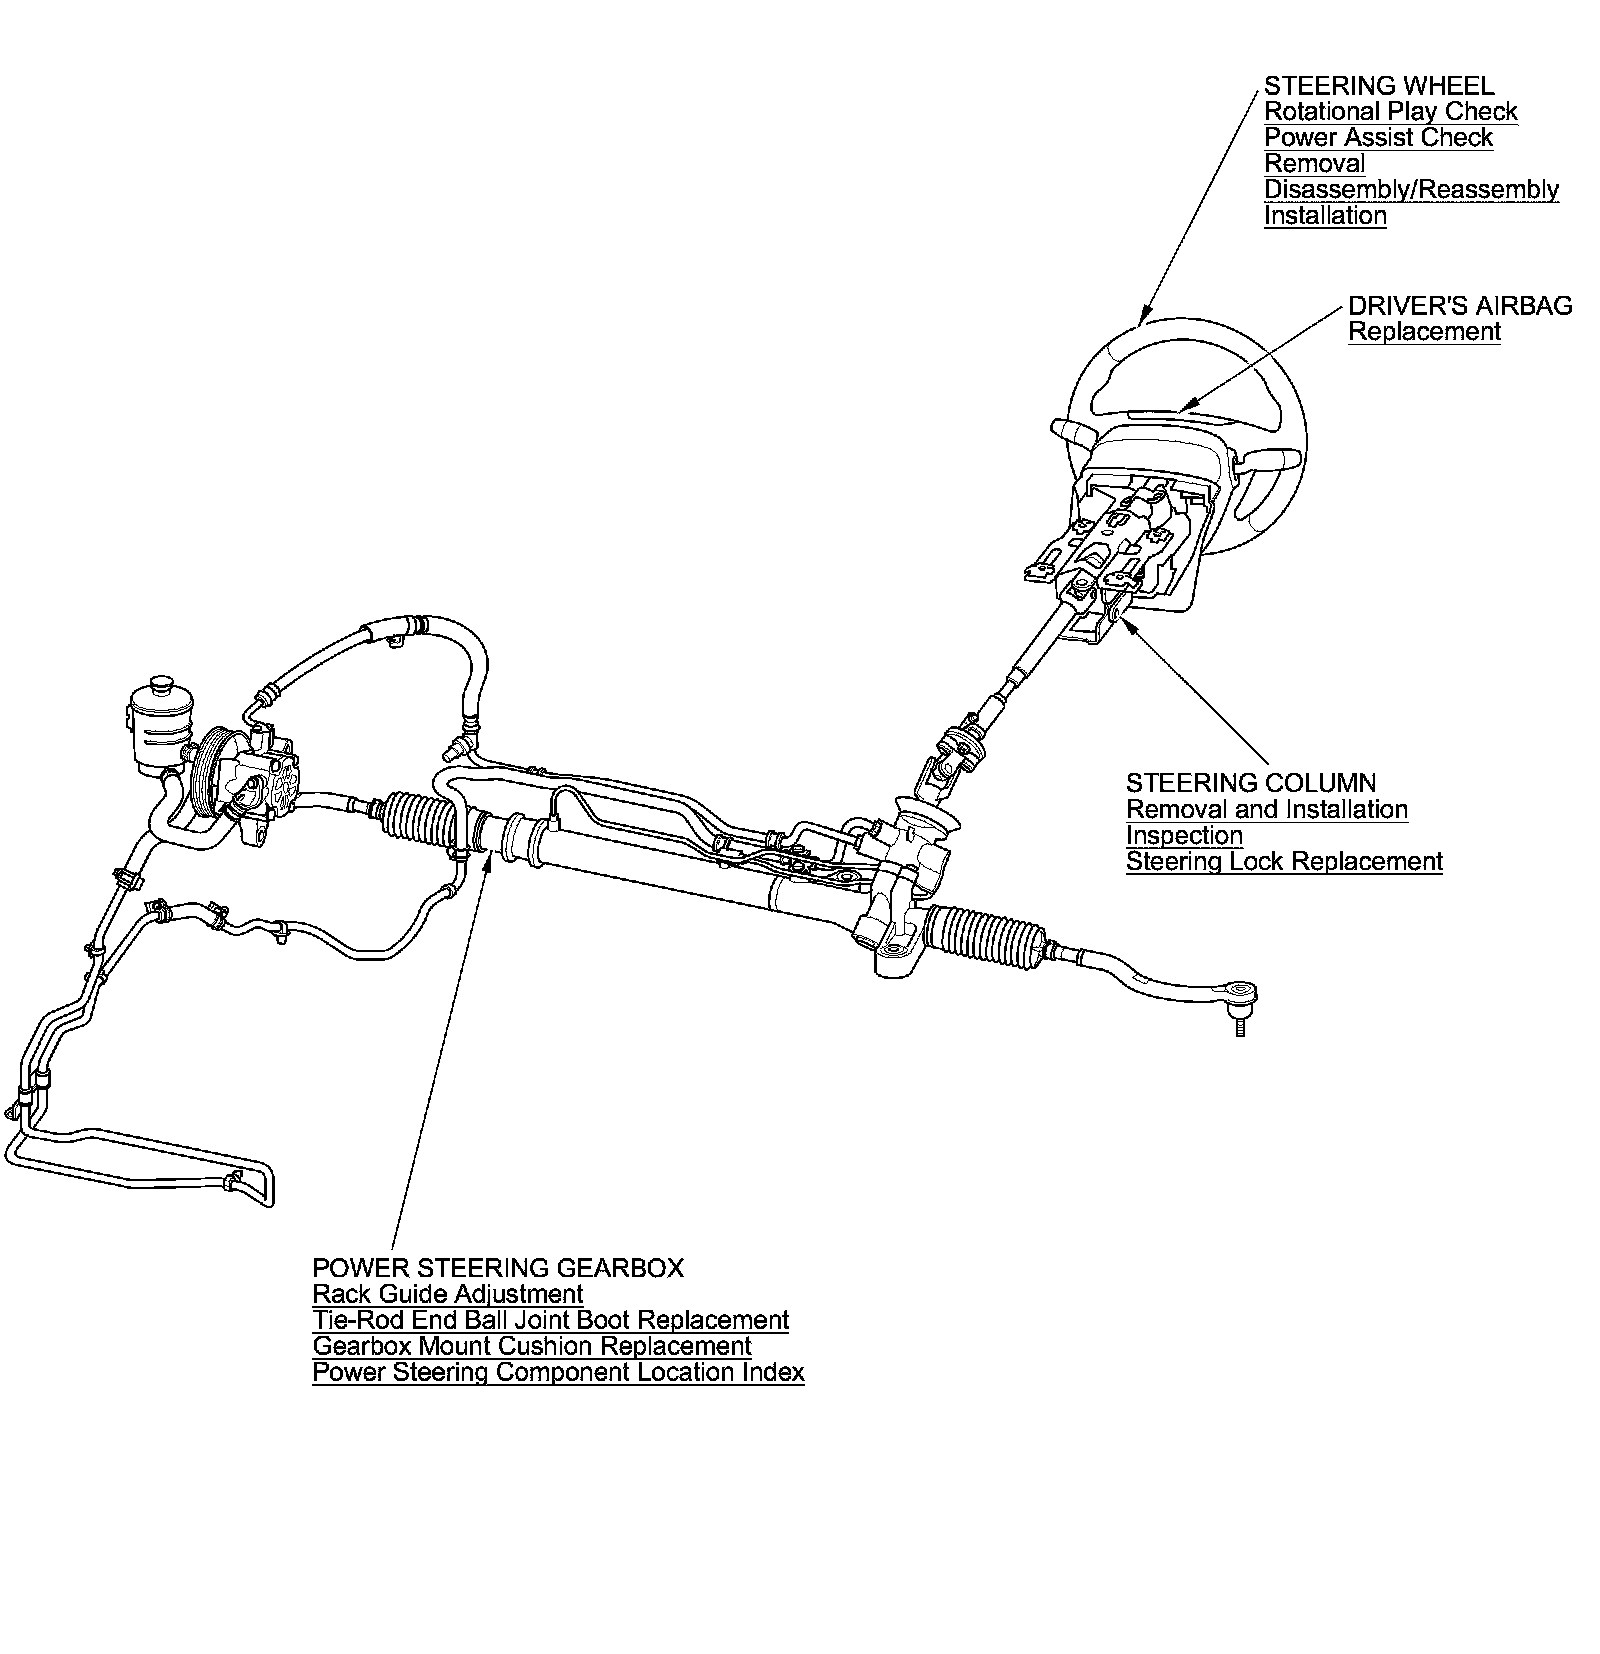 STEERING WHEEL
Rotational Play Check
Power Assist Check
Removal
Disassembly/Reassembly
Installation
DRIVER'S AIRBAG
Replacement
STEERING COLUMN
Removal and Installation
Inspection
Steering Lock Replacement
POWER STEERING GEARBOX
Rack Guide Adjustment
Tie-Rod End Ball Joint Boot Replacement
Gearbox Mount Cushion Replacement
Power Steering Component Location Index